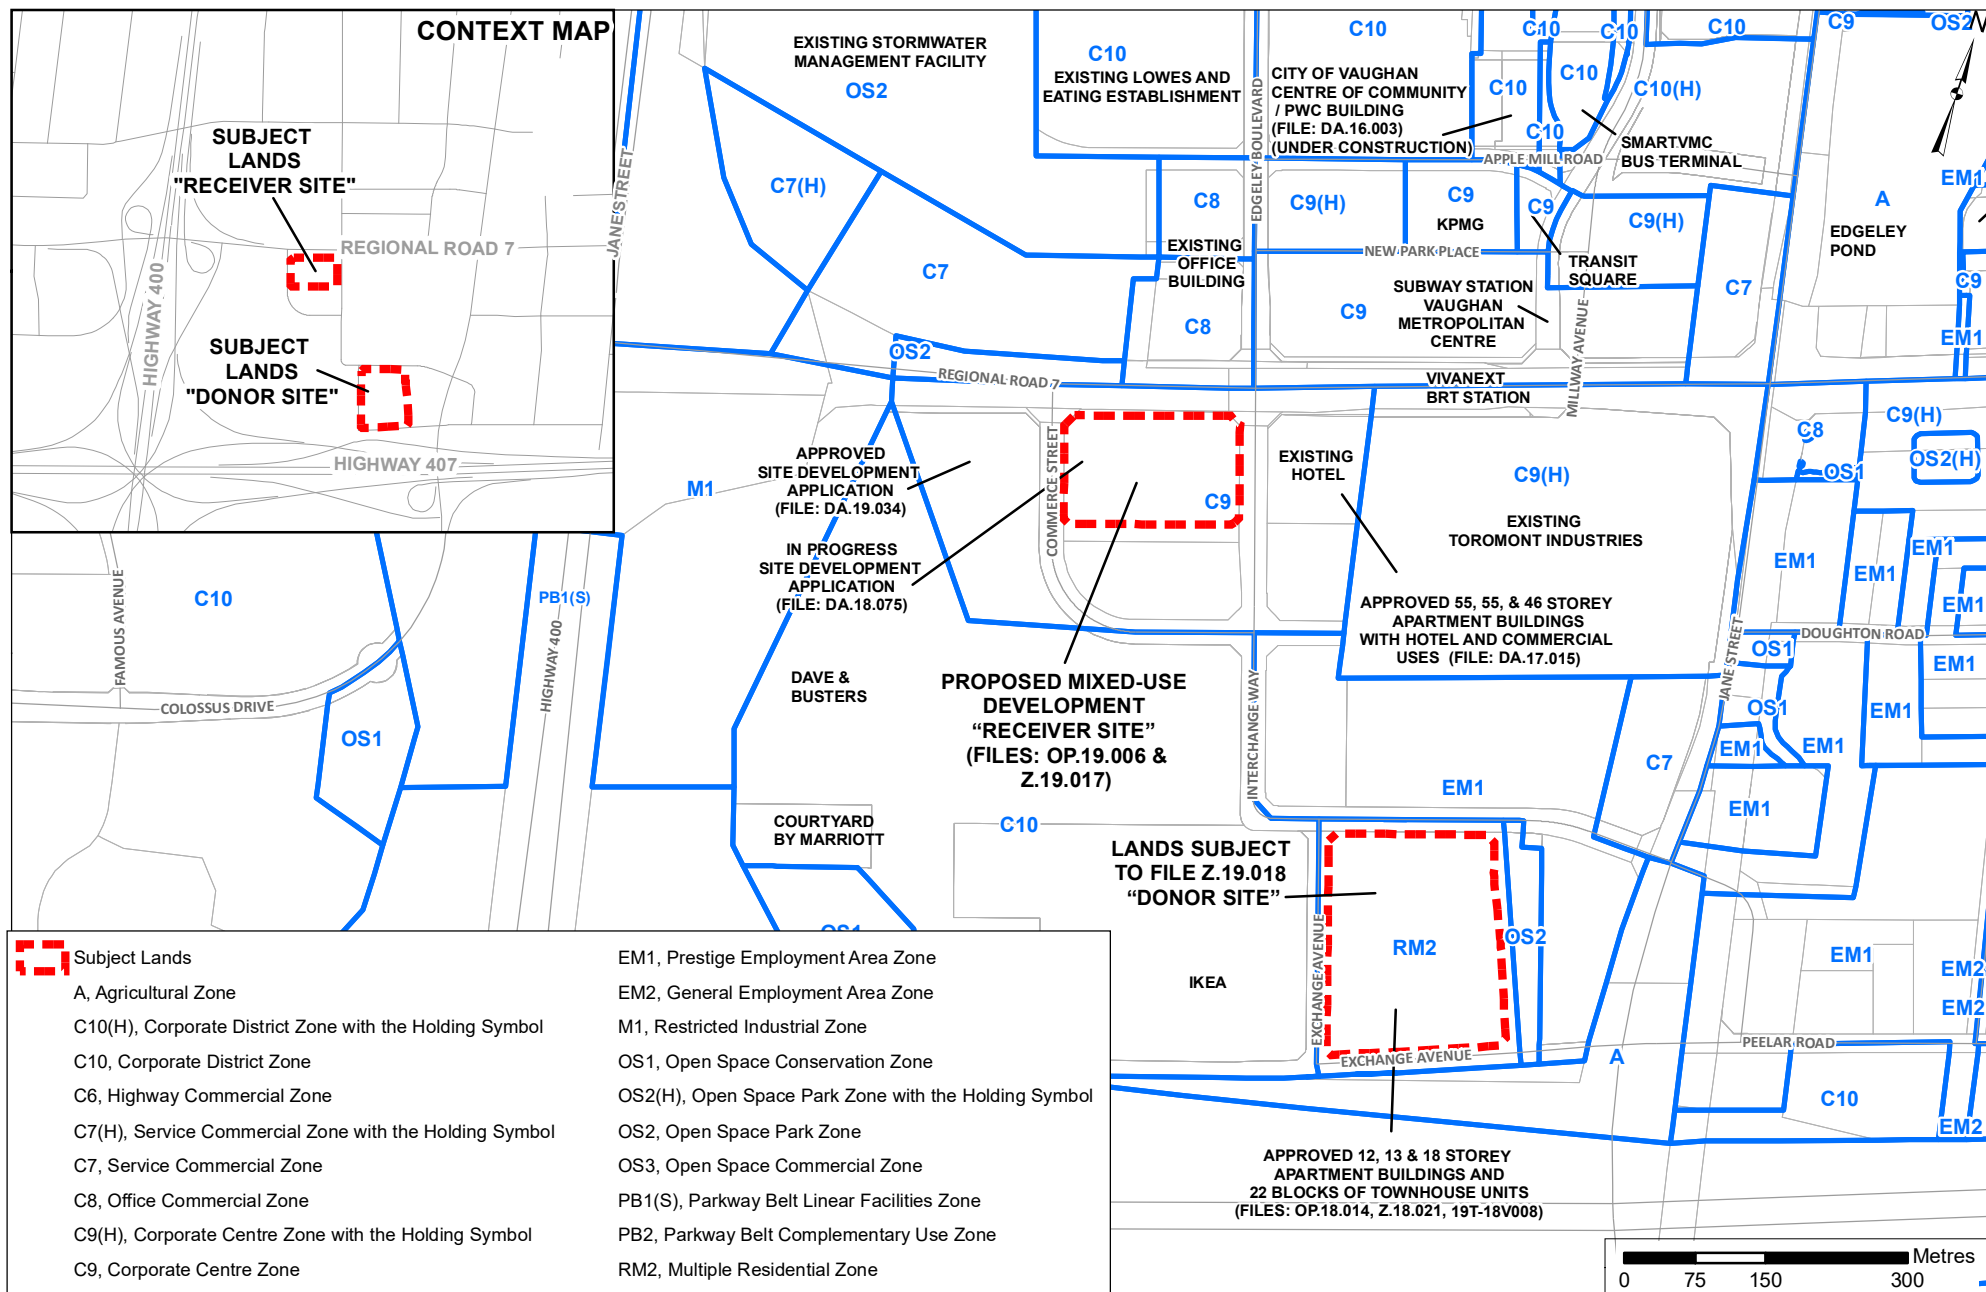 CONTEXT MAP
SUBJECT
LANDS
"RECEIVER SITE"
REGIONAL ROAD 7
HIGHWAY 400
SUBJECT
LANDS
"DONOR SITE"
HIGHWAY 407
JANE STREET
EXISTING STORMWATER
MANAGEMENT FACILITY
OS2
C7(H)
C7
OS2
REGIONAL ROAD 7
C10
EXISTING LOWES AND
EATING ESTABLISHMENT
EDGELEY BOULEVARD
C8
EXISTING
OFFICE
BUILDING
C8
C10
CITY OF VAUGHAN
CENTRE OF COMMUNITY
/ PWC BUILDING
(FILE: DA.16.003)
(UNDER CONSTRUCTION)
C10
C10
C10
C10
C10
C10
C10(H)
C9
OS2
N
SMARTVMC
BUS TERMINAL
APPLE MILL ROAD
C9(H)
C9
KPMG
C9
C9(H)
NEW PARK PLACE
TRANSIT
SQUARE
SUBWAY STATION
VAUGHAN
METROPOLITAN
CENTRE
C9
C7
MILLWAY AVENUE
VIVANEXT
BRT STATION
A
EDGELEY
POND
EM1
C9
EM1
APPROVED
SITE DEVELOPMENT
APPLICATION
(FILE: DA.19.034)
M1
IN PROGRESS
SITE DEVELOPMENT
APPLICATION
(FILE: DA.18.075)
COMMERCE STREET
C9
EXISTING
HOTEL
C9(H)
EXISTING
TOROMONT INDUSTRIES
APPROVED 55, 55, & 46 STOREY
APARTMENT BUILDINGS
WITH HOTEL AND COMMERCIAL
USES (FILE: DA.17.015)
C9(H)
C8
OS1
OS2(H)
EM1
EM1
EM1
EM1
DOUGHTON ROAD
OS1
EM1
OS1
EM1
EM1
EM1
EM1
JANE STREET
C10
FAMOUS AVENUE
COLOSSUS DRIVE
OS1
PB1(S)
HIGHWAY 400
DAVE &
BUSTERS
PROPOSED MIXED-USE
DEVELOPMENT
“RECEIVER SITE”
(FILES: OP.19.006 &
Z.19.017)
INTERCHANGE WAY
C7
EM1
COURTYARD
BY MARRIOTT
C10
OS1
LANDS SUBJECT
TO FILE Z.19.018
“DONOR SITE”
RM2
OS2
IKEA
EXCHANGE AVENUE
EXCHANGE AVENUE
A
PEELAR ROAD
EM1
EM2
EM2
C10
EM2
APPROVED 12, 13 & 18 STOREY
APARTMENT BUILDINGS AND
22 BLOCKS OF TOWNHOUSE UNITS
(FILES: OP.18.014, Z.18.021, 19T-18V008)
Subject Lands
A, Agricultural Zone
C10(H), Corporate District Zone with the Holding Symbol
C10, Corporate District Zone
C6, Highway Commercial Zone
C7(H), Service Commercial Zone with the Holding Symbol
C7, Service Commercial Zone
C8, Office Commercial Zone
C9(H), Corporate Centre Zone with the Holding Symbol
C9, Corporate Centre Zone
EM1, Prestige Employment Area Zone
EM2, General Employment Area Zone
M1, Restricted Industrial Zone
OS1, Open Space Conservation Zone
OS2(H), Open Space Park Zone with the Holding Symbol
OS2, Open Space Park Zone
OS3, Open Space Commercial Zone
PB1(S), Parkway Belt Linear Facilities Zone
PB2, Parkway Belt Complementary Use Zone
RM2, Multiple Residential Zone
Metres
0 75 150 300